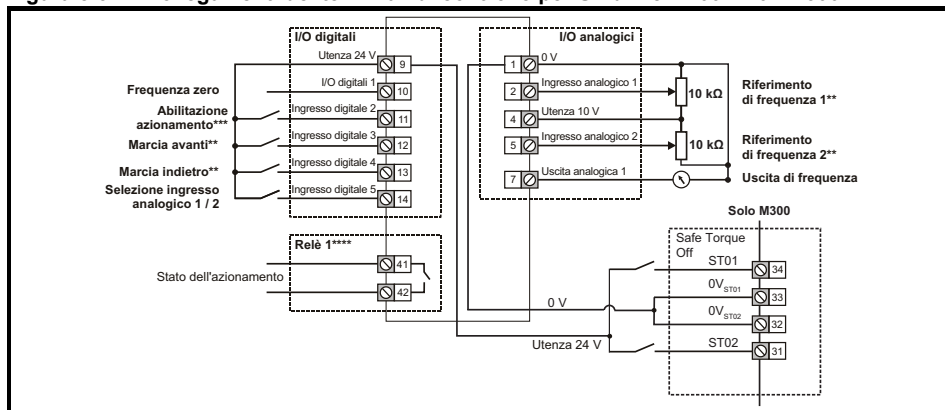 I/O digitali
Utenza 24 V
9
I/O digitali 1
10
Frequenza zero
Ingresso digitale 2
11
Abilitazione
azionamento***
Ingresso digitale 3
12
Marcia avanti**
Ingresso digitale 4
13
Marcia indietro**
Ingresso digitale 5
14
Selezione ingresso
analogico 1 / 2
Relè 1****
41
42
Stato dell'azionamento
I/O analogici
1
0 V
2
Ingresso analogico 1
10 kΩ
Riferimento
di frequenza 1**
4
Utenza 10 V
5
Ingresso analogico 2
10 kΩ
Riferimento
di frequenza 2**
7
Uscita analogica 1
Uscita di frequenza
Solo M300
Safe Torque
Off
ST01
34
0VST01
33
0 V
0VST02
32
Utenza 24 V
ST02
31